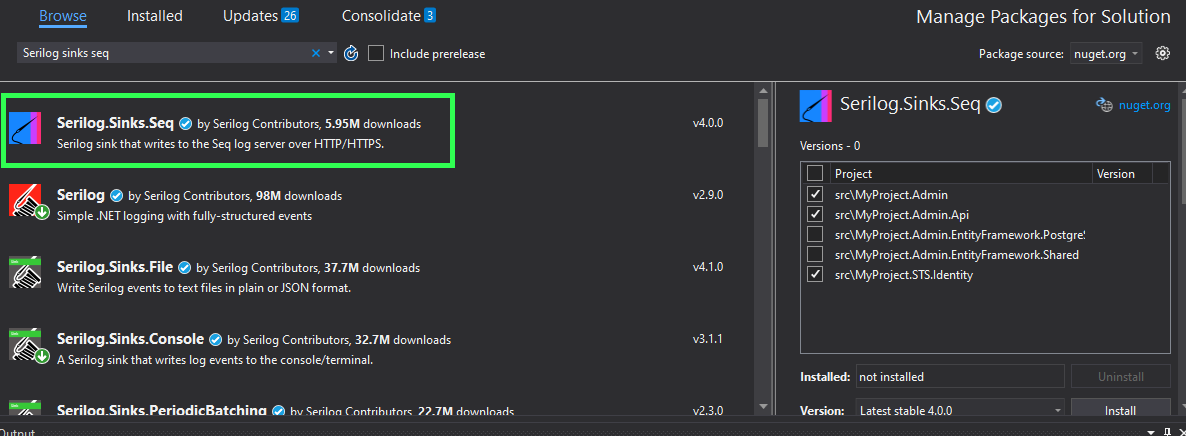 Browse Installed Updates 26 Consolidate 3 Manage Packages for Solution
Serilog sinks seq Include prerelease Package source: nuget.org
Serilog.Sinks.Seq by Serilog Contributors, 5.95M downloads v4.0.0
Serilog sink that writes to the Seq log server over HTTP/HTTPS.
Serilog by Serilog Contributors, 98M downloads v2.9.0
Simple .NET logging with fully-structured events
Serilog.Sinks.File by Serilog Contributors, 37.7M downloads v4.1.0
Write Serilog events to text files in plain or JSON format.
Serilog.Sinks.Console by Serilog Contributors, 32.7M downloads v3.1.1
A Serilog sink that writes log events to the console/terminal.
Serilog.Sinks.PeriodicBatching by Serilog Contributors, 22.7M downloads v2.3.0
Serilog.Sinks.Seq nuget.org
Versions - 0
Project Version
src\MyProject.Admin
src\MyProject.Admin.Api
src\MyProject.Admin.EntityFramework.PostgreS
src\MyProject.Admin.EntityFramework.Shared
src\MyProject.STS.Identity
Installed: not installed Uninstall
Version: Latest stable 4.0.0 Install
Output